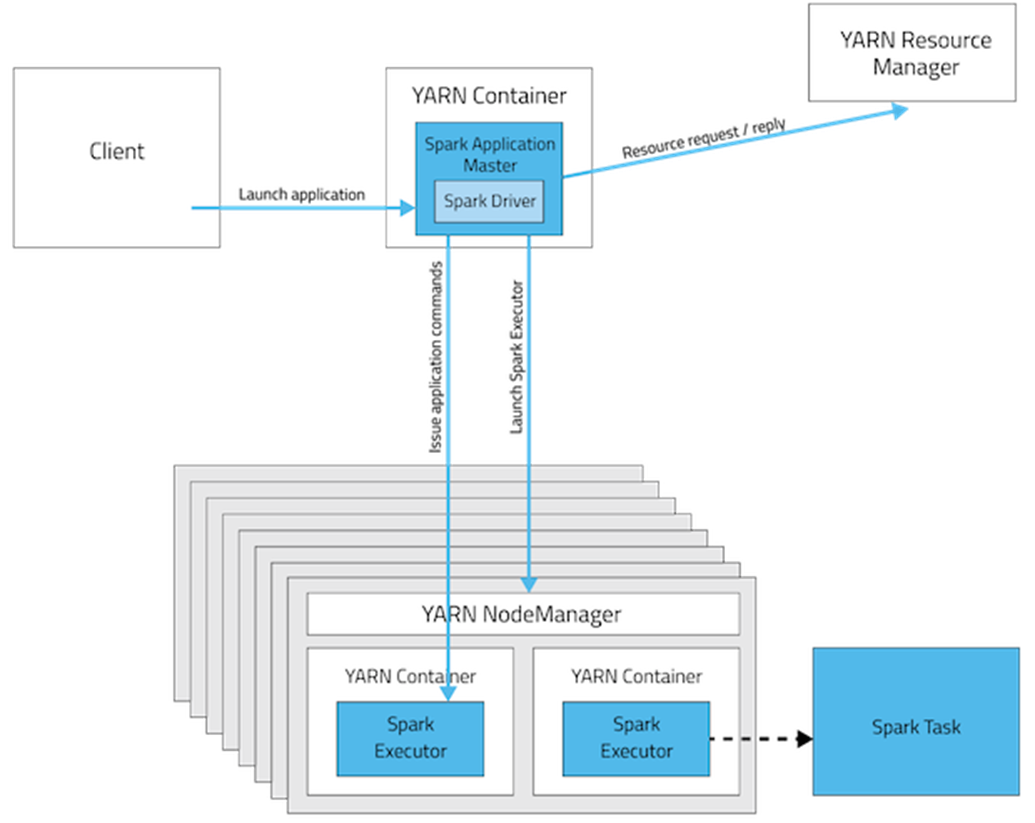 Client
Launch application
YARN Container
Spark Application
Master
Spark Driver
Resource request / reply
YARN Resource
Manager
Issue application commands
Launch Spark Executor
YARN NodeManager
YARN Container
Spark
Executor
YARN Container
Spark
Executor
Spark Task